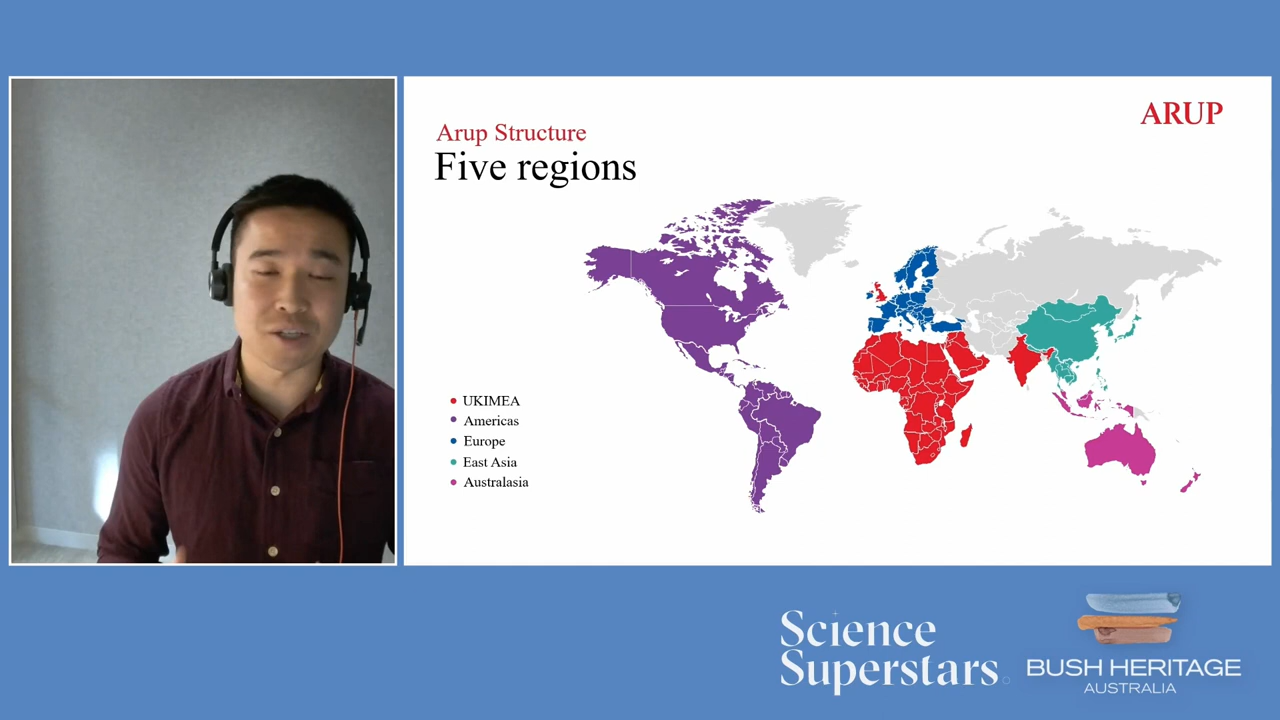 ARUP
Arup Structure
Five regions
UKIMEA
Americas
Europe
East Asia
Australasia
Science
Superstars.
BUSH HERITAGE
AUSTRALIA